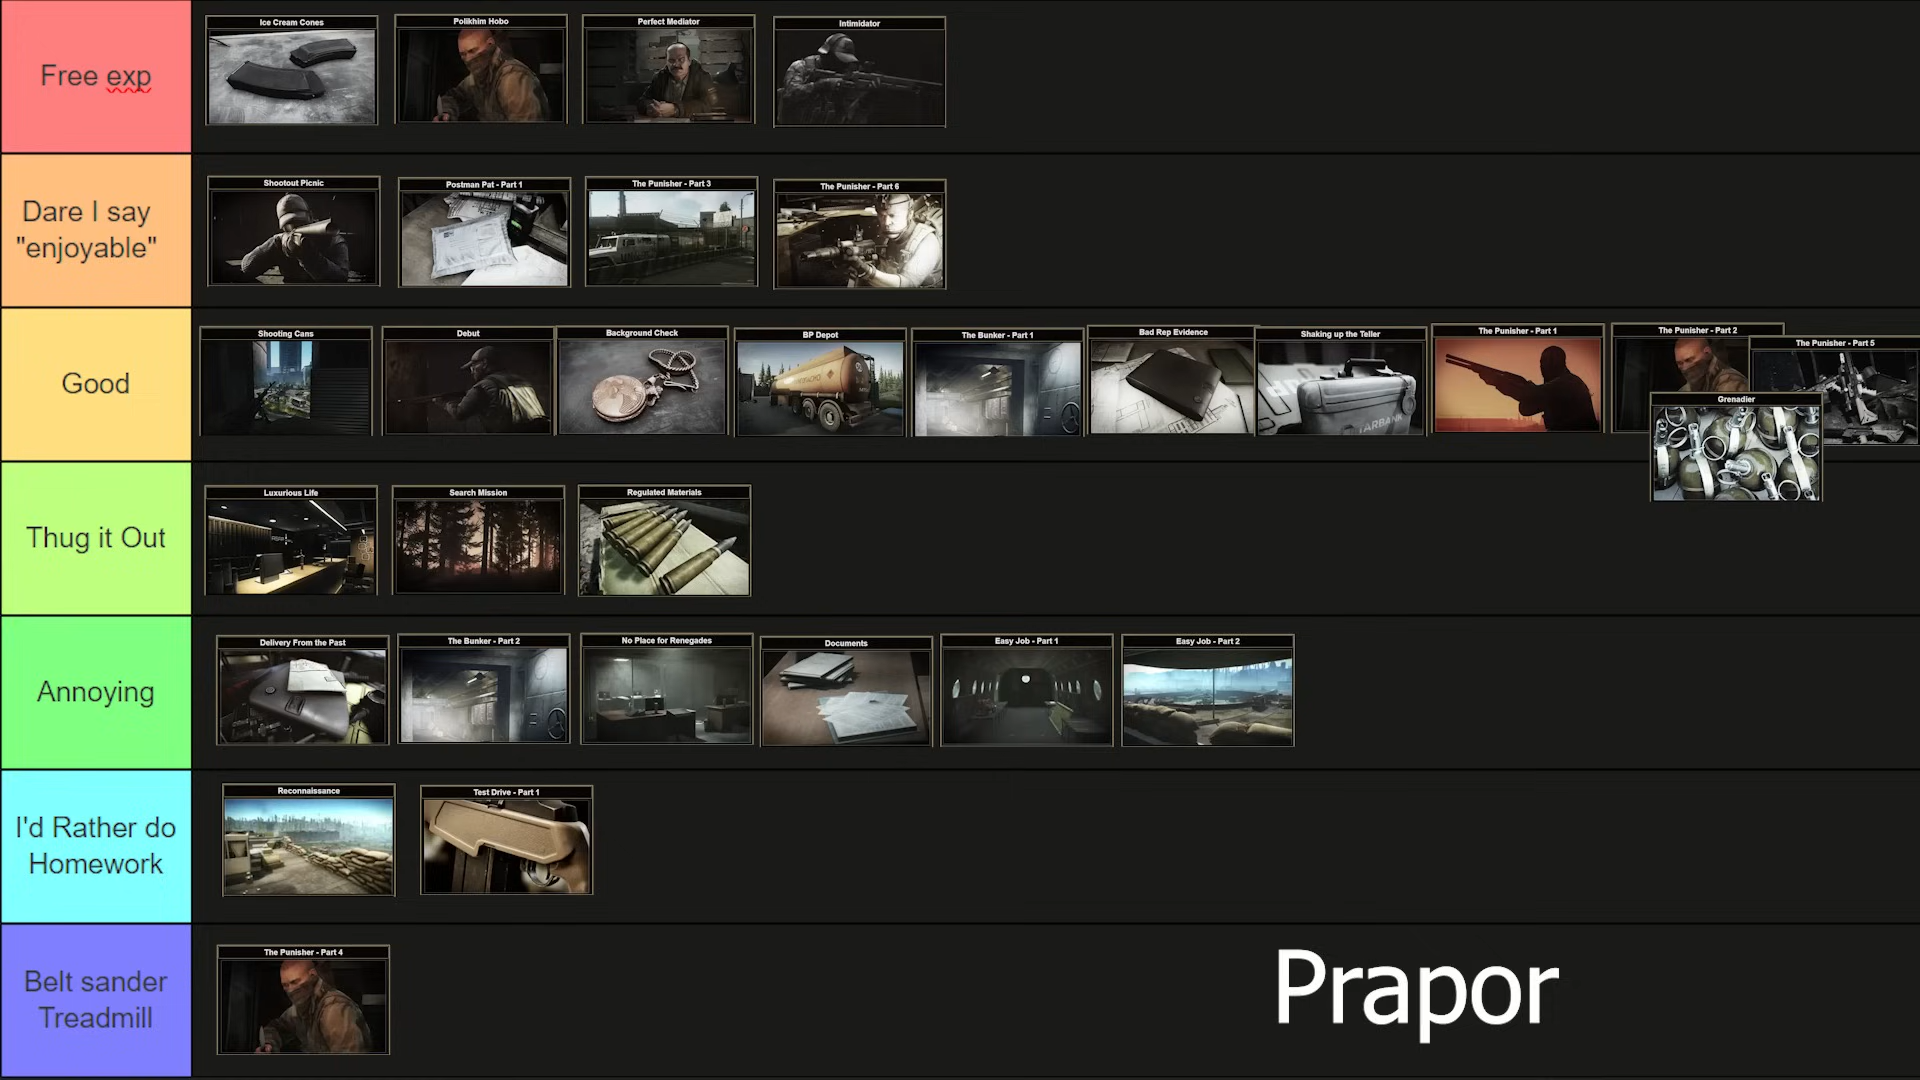 Free exp
Ice Cream Cones
Polikhim Hobo
Perfect Mediator
Intimidator
Dare I say
"enjoyable"
Shootout Picnic
Postman Pat - Part 1
The Punisher - Part 3
The Punisher - Part 6
Good
Shooting Cans
Debut
Background Check
BP Depot
The Bunker - Part 1
Bad Rep Evidence
Shaking up the Teller
TARBANK
The Punisher - Part 1
The Punisher - Part 2
The Punisher - Part 5
Grenadier
Thug it Out
Luxurious Life
Search Mission
Regulated Materials
Annoying
Delivery From the Past
The Bunker - Part 2
No Place for Renegades
Documents
Easy Job - Part 1
Easy Job - Part 2
I'd Rather do
Homework
Reconnaissance
Test Drive - Part 1
Belt sander
Treadmill
The Punisher - Part 4
Prapor